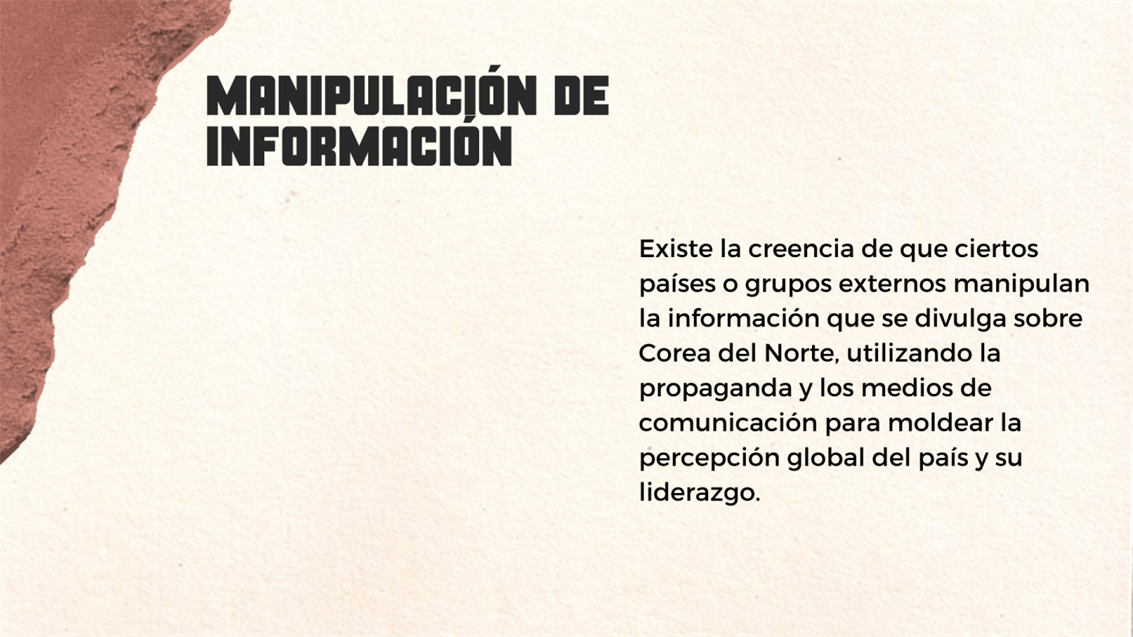 MANIPULACIÓN DE
INFORMACIÓN
Existe la creencia de que ciertos
países o grupos externos manipulan
la información que se divulga sobre
Corea del Norte, utilizando la
propaganda y los medios de
comunicación para moldear la
percepción global del país y su
liderazgo.